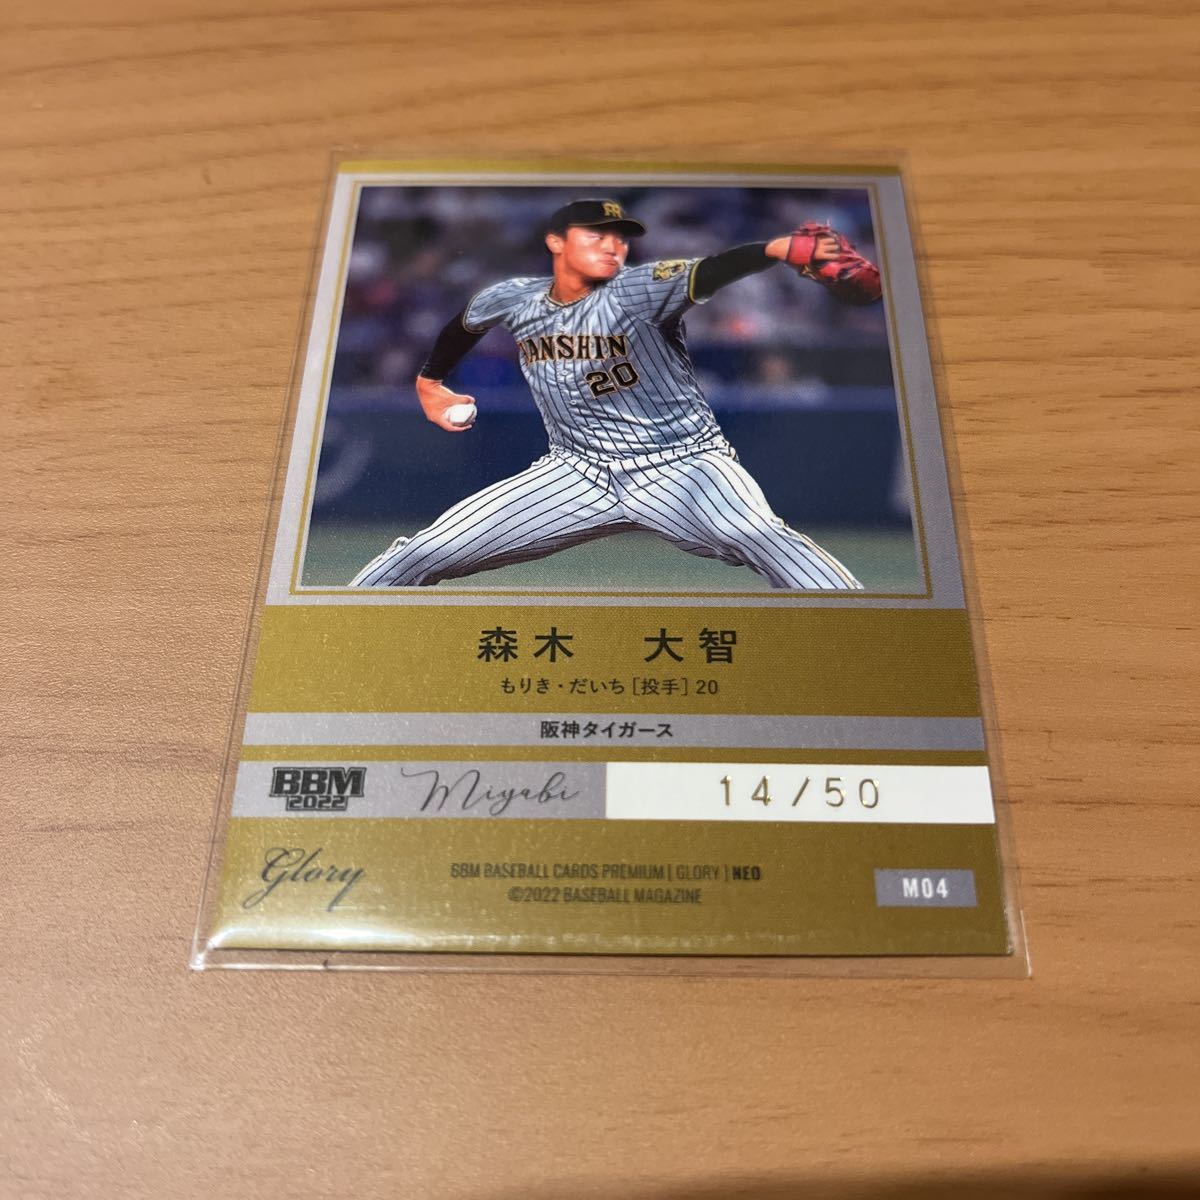 HANSHIN
20
森木 大智
もりき・だいち [投手] 20
阪神タイガース
BBM 2022 Miyabi 14/50
Glory
BBM BASEBALL CARDS PREMIUM [ GLORY ] NEO
©2022 BASEBALL MAGAZINE
M04